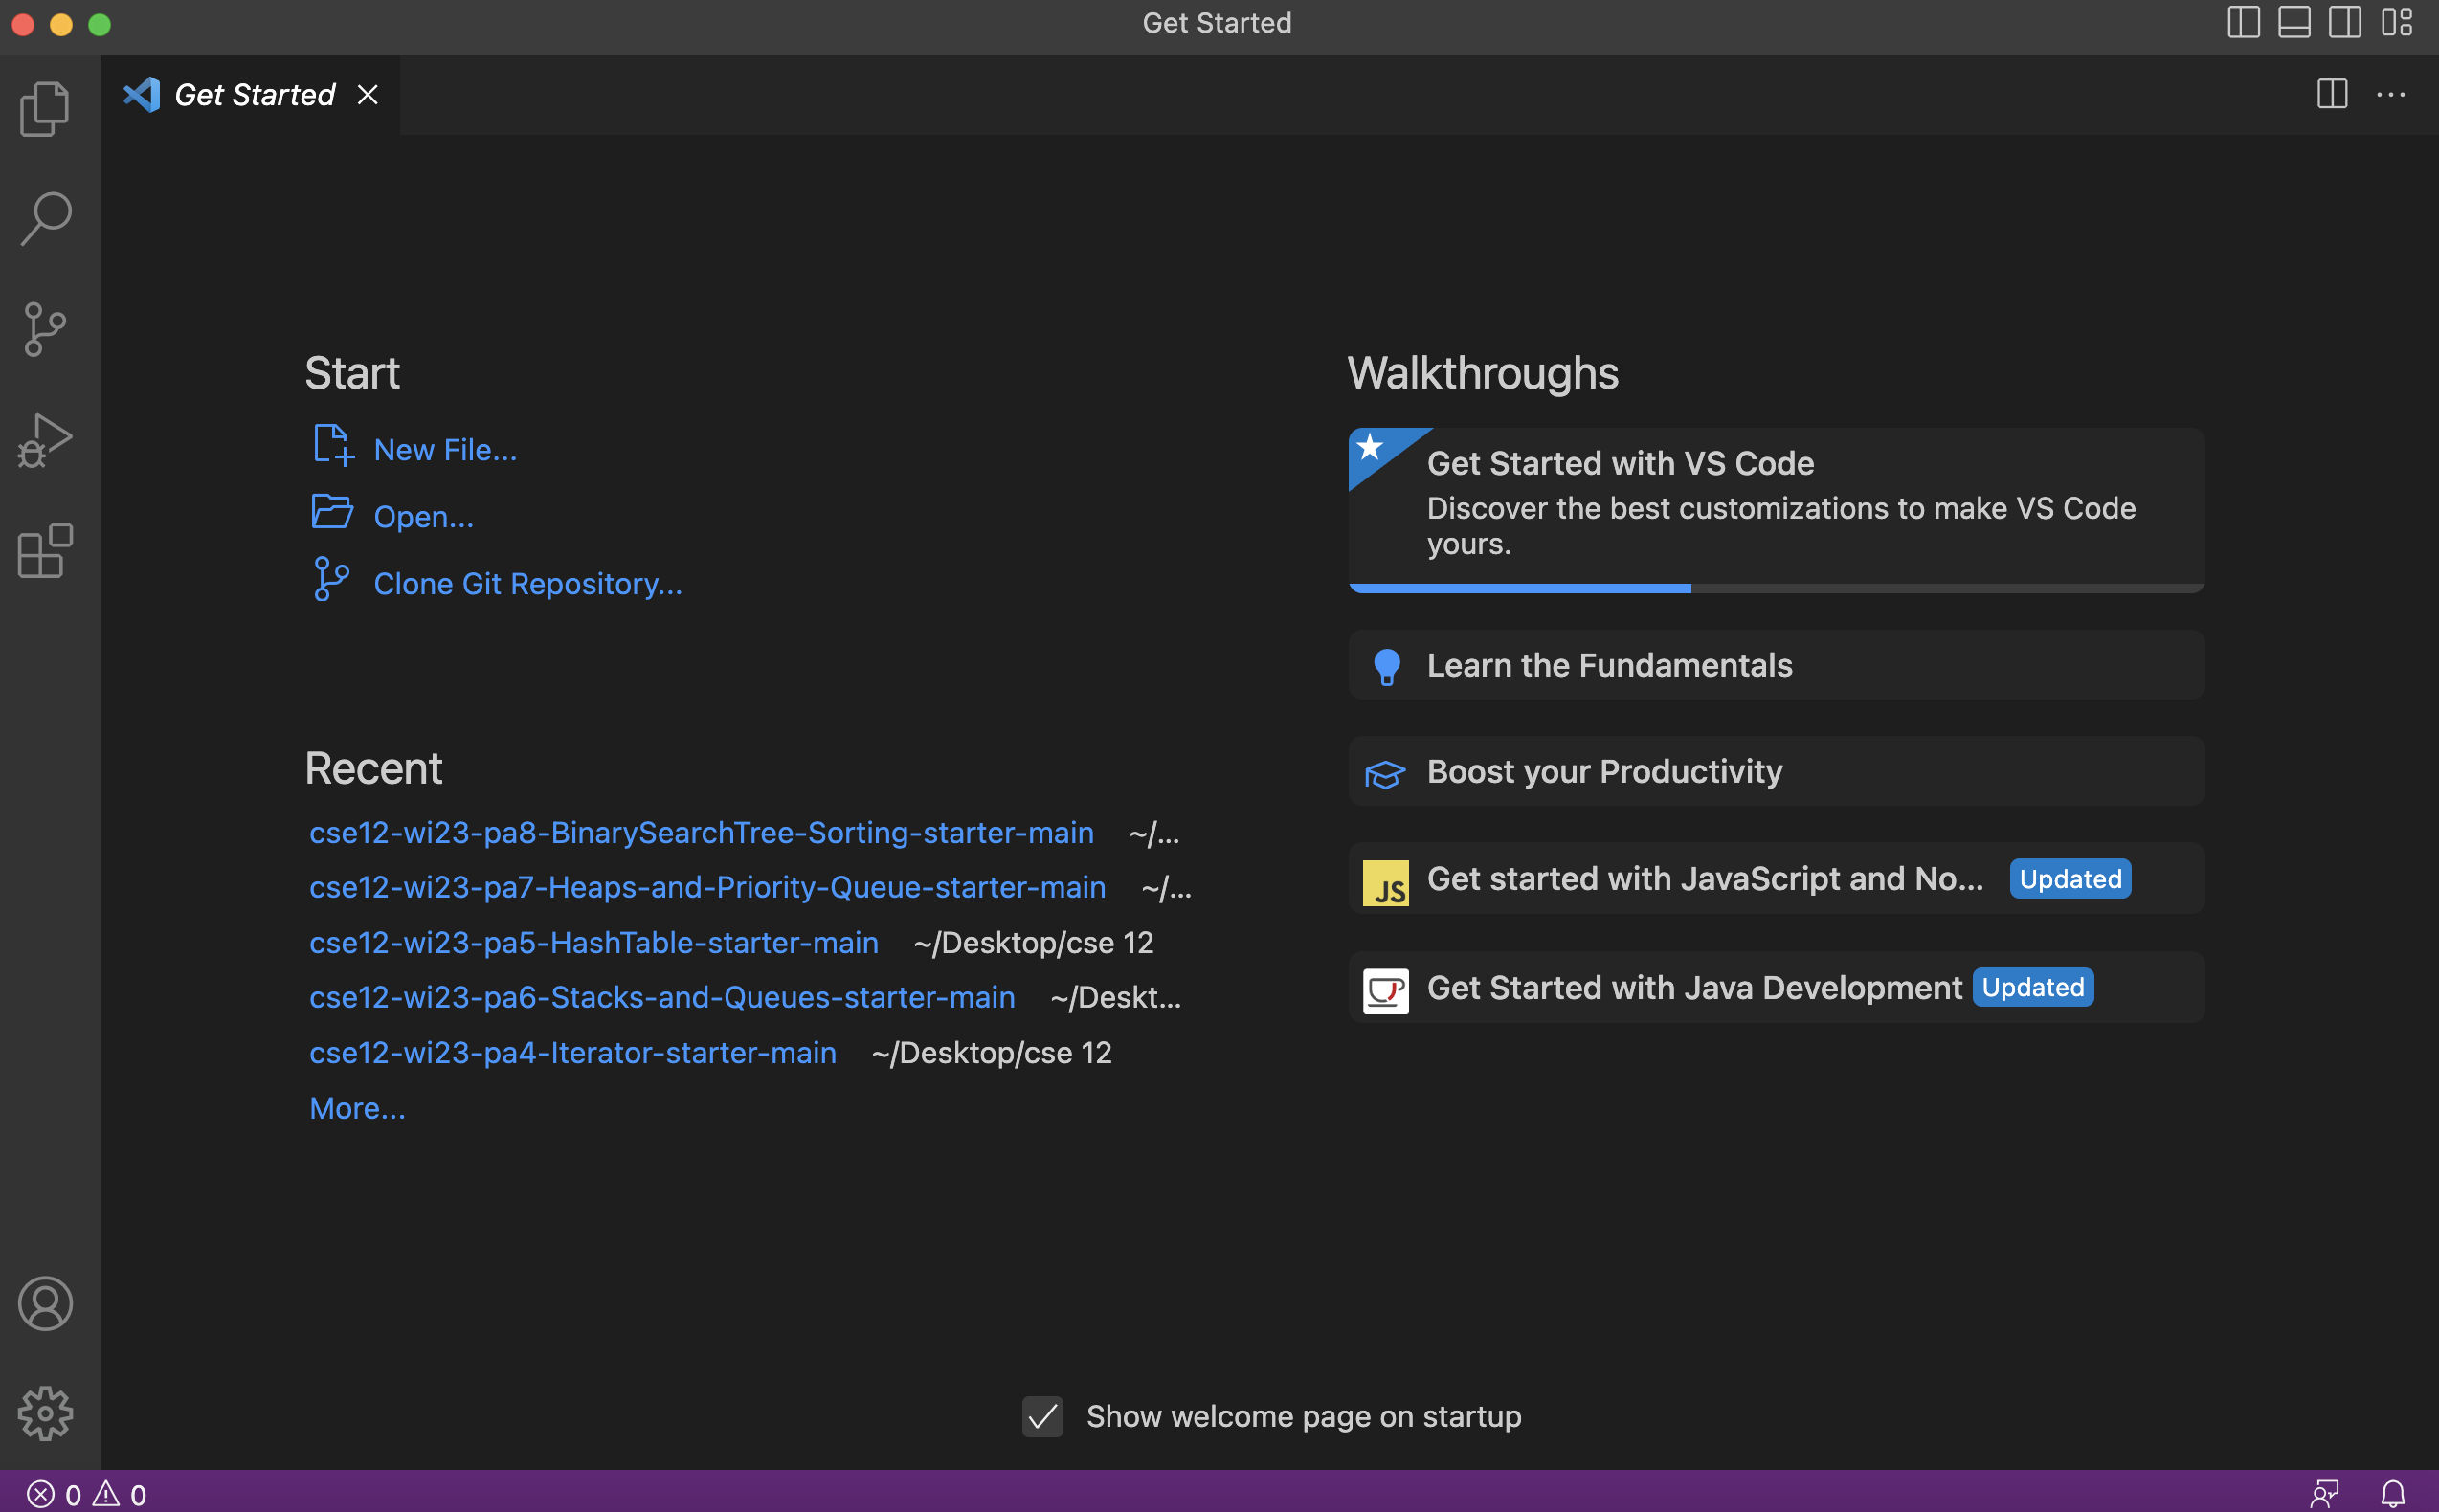 Get Started
Get Started
Start
New File...
Open...
Clone Git Repository...
Recent
cse12-wi23-pa8-BinarySearchTree-Sorting-starter-main ~/...
cse12-wi23-pa7-Heaps-and-Priority-Queue-starter-main ~/...
cse12-wi23-pa5-HashTable-starter-main ~/Desktop/cse 12
cse12-wi23-pa6-Stacks-and-Queues-starter-main ~/Deskt...
cse12-wi23-pa4-Iterator-starter-main ~/Desktop/cse 12
More...
Walkthroughs
Get Started with VS Code
Discover the best customizations to make VS Code
yours.
Learn the Fundamentals
Boost your Productivity
JS Get started with JavaScript and No... Updated
Get Started with Java Development Updated
Show welcome page on startup
0 0